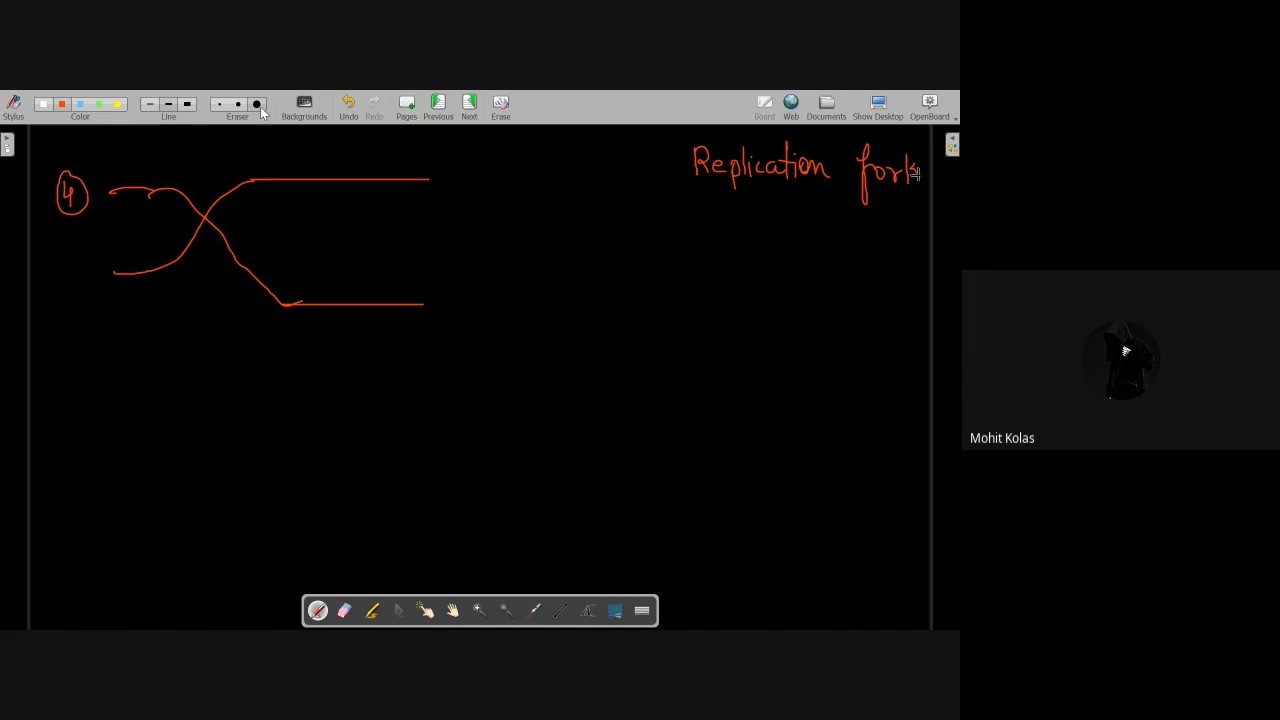 Stylus Color Line Eraser Backgrounds Undo Redo Pages Previous Next Erase Board Web Documents Show Desktop OpenBoard
Replication fork
4
Mohit Kolas